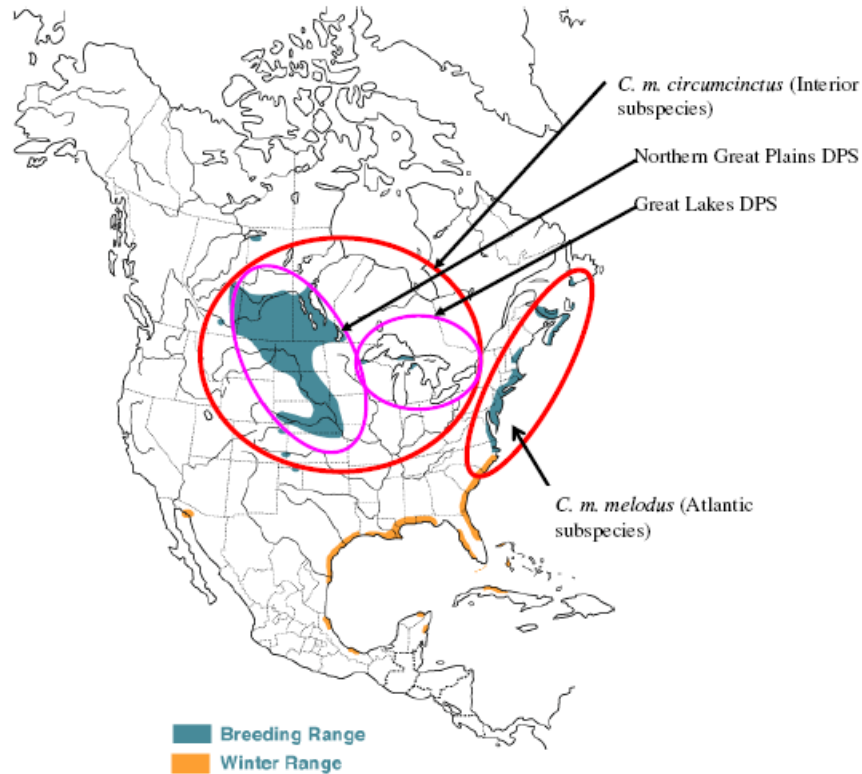 C. m. circumcinctus (Interior
subspecies)
Northern Great Plains DPS
Great Lakes DPS
C. m. melodus (Atlantic
subspecies)
Breeding Range
Winter Range